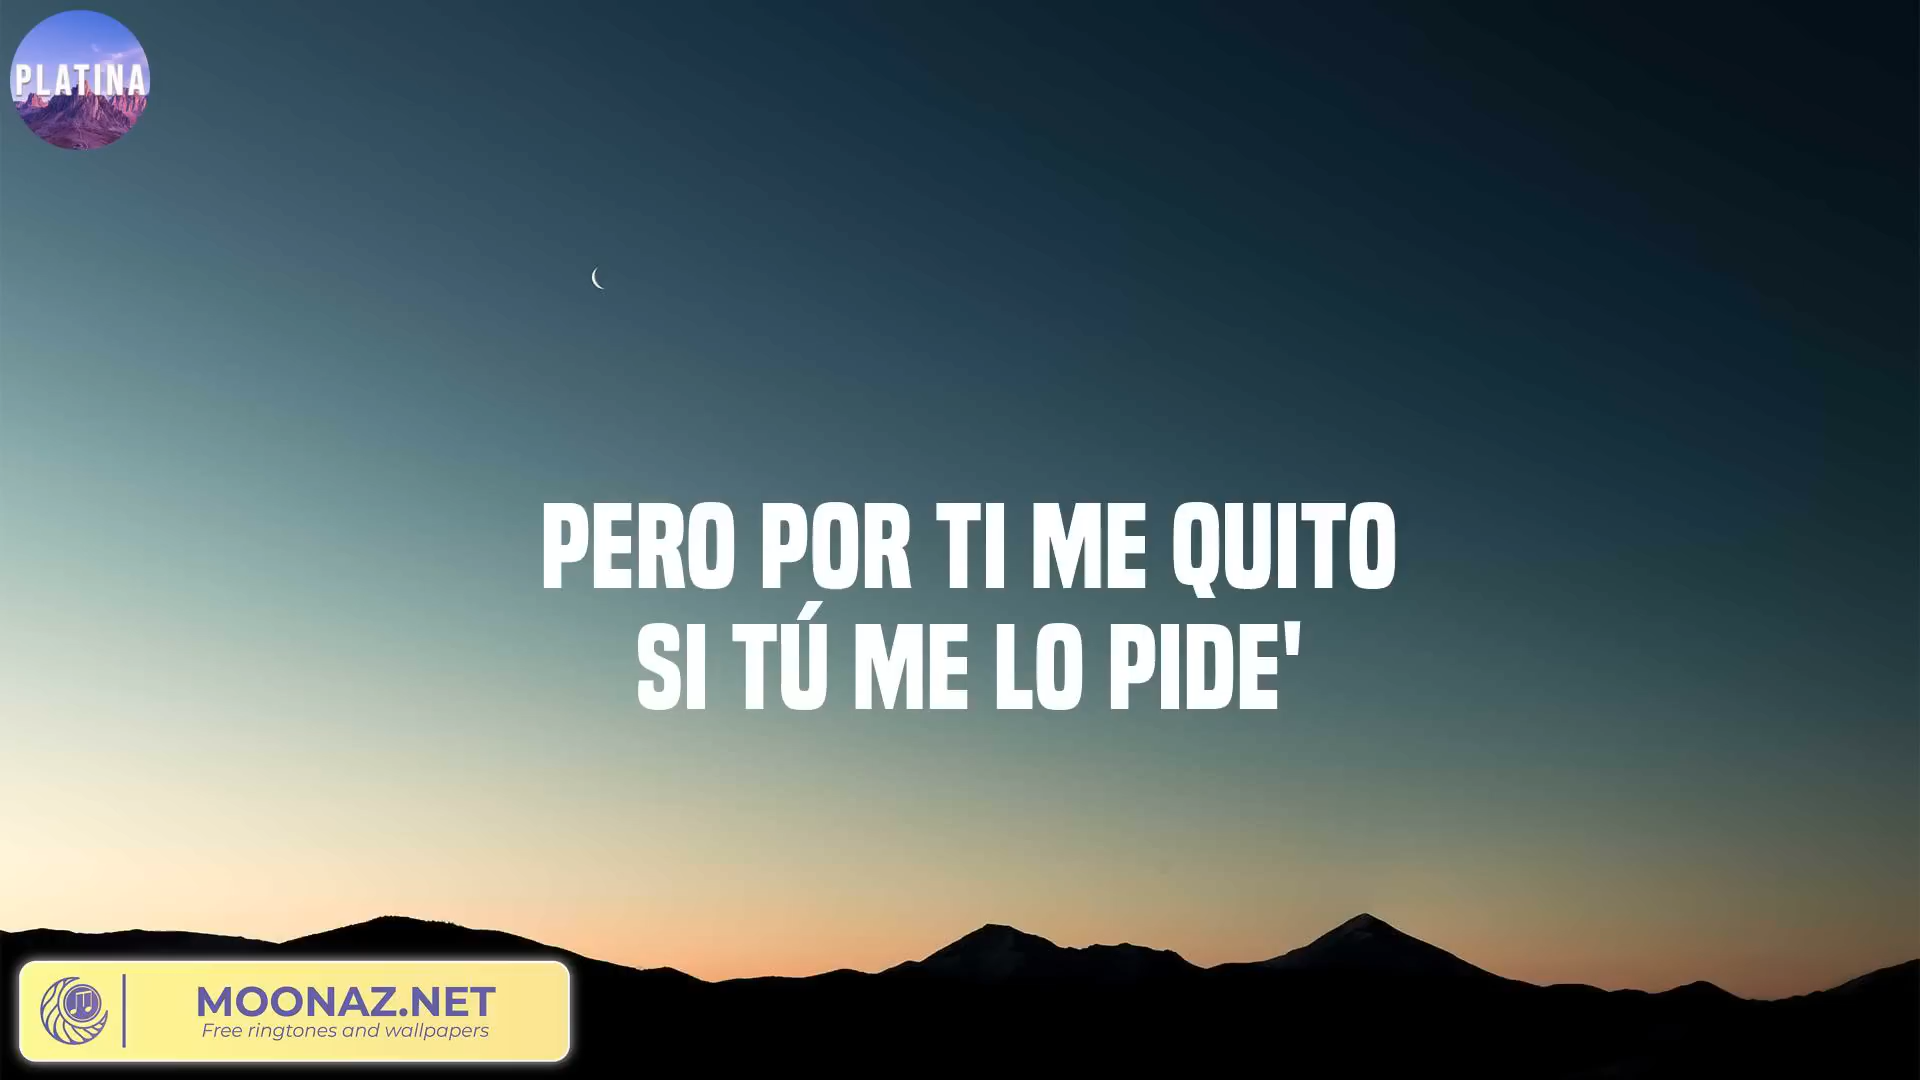 PLATINA
PERO POR TI ME QUITO
SI TÚ ME LO PIDE'
MOONAZ.NET
Free ringtones and wallpapers